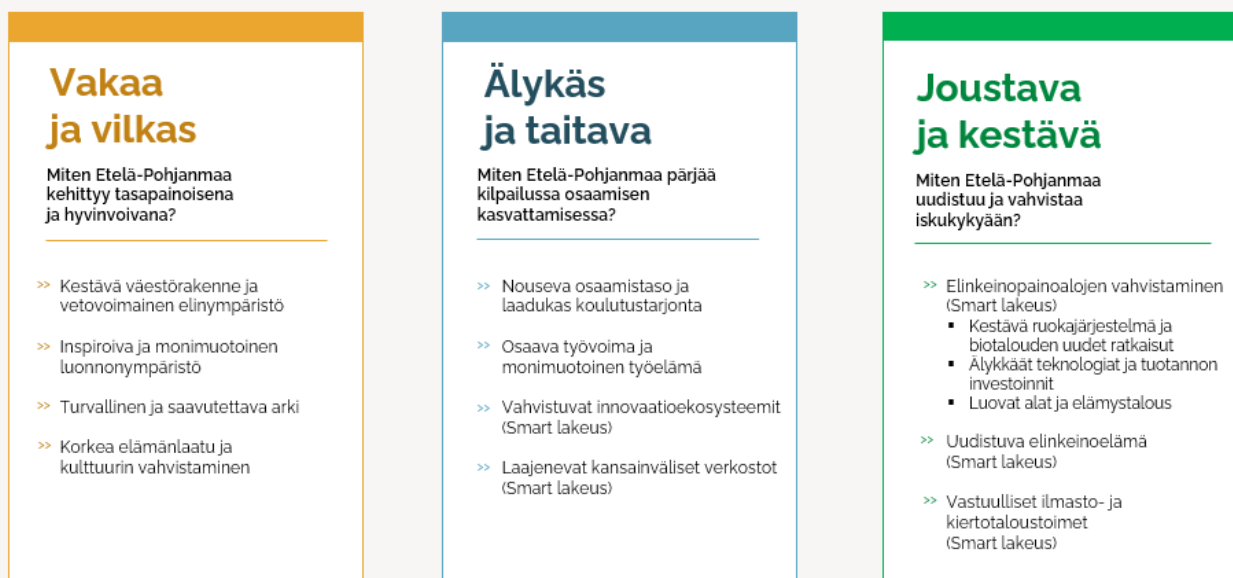 Vakaa
ja vilkas
Miten Etelä-Pohjanmaa
kehittyy tasapainoisena
ja hyvinvoivana?
>> Kestävä väestörakenne ja
vetovoimainen elinympäristö
>> Inspiroiva ja monimuotoinen
luonnonympäristö
>> Turvallinen ja saavutettava arki
>> Korkea elämänlaatu ja
kulttuurin vahvistaminen
Älykäs
ja taitava
Miten Etelä-Pohjanmaa pärjää
kilpailussa osaamisen
kasvattamisessa?
>> Nouseva osaamistaso ja
laadukas koulutustarjonta
>> Osaava työvoima ja
monimuotoinen työelämä
>> Vahvistuvat innovaatioekosysteemit
(Smart lakeus)
>> Laajenevat kansainväliset verkostot
(Smart lakeus)
Joustava
ja kestävä
Miten Etelä-Pohjanmaa
uudistuu ja vahvistaa
iskukykyään?
>> Elinkeinopainoalojen vahvistaminen
(Smart lakeus)
▪ Kestävä ruokajärjestelmä ja
biotalouden uudet ratkaisut
▪ Älykkäät teknologiat ja tuotannon
investoinnit
▪ Luovat alat ja elämystalous
>> Uudistuva elinkeinoelämä
(Smart lakeus)
>> Vastuulliset ilmasto- ja
kiertotaloustoimet
(Smart lakeus)